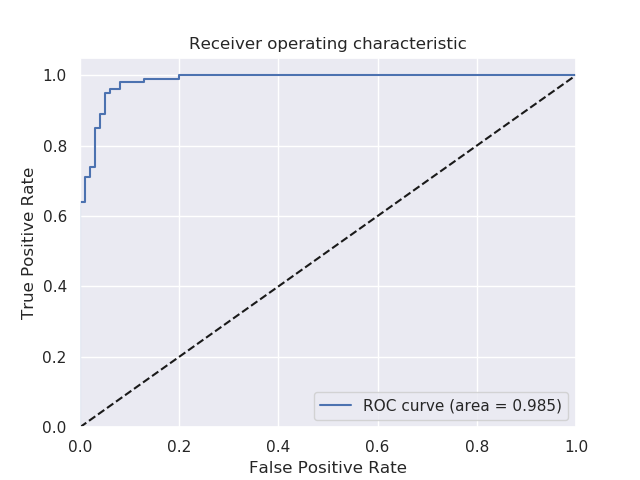 Receiver operating characteristic
True Positive Rate
1.0
0.8
0.6
0.4
0.2
0.0
ROC curve (area = 0.985)
0.0 0.2 0.4 0.6 0.8 1.0
False Positive Rate